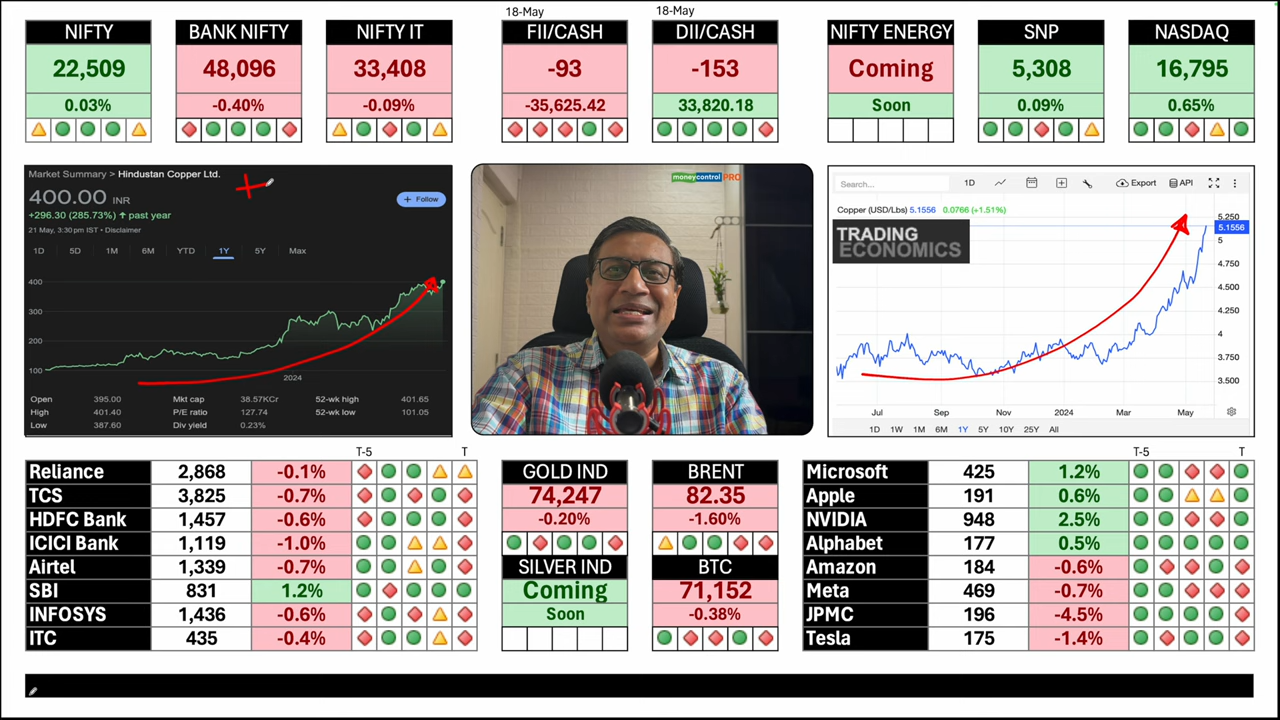 18-May
18-May
NIFTY
BANK NIFTY
NIFTY IT
FII/CASH
DII/CASH
NIFTY ENERGY
SNP
NASDAQ
22,509
48,096
33,408
-93
-153
Coming
5,308
16,795
0.03%
-0.40%
-0.09%
-35,625.42
33,820.18
Soon
0.09%
0.65%
Market Summary > Hindustan Copper Ltd.
400.00 INR
+ Follow
+296.30 (285.73%) ↑ past year
21 May, 3:30 pm IST • Disclaimer
1D 5D 1M 6M YTD 1Y 5Y Max
400
300
200
100
2024
Open 395.00 Mkt cap 38.57KCr 52-wk high 401.65
High 401.40 P/E ratio 127.74 52-wk low 101.05
Low 387.60 Div yield 0.23%
moneycontrol PRO
Search...
1D
Export
API
Copper (USD/Lbs) 5.1556 0.0766 (+1.51%)
TRADING
ECONOMICS
5.250
5.1556
5
4.750
4.500
4.250
4
3.750
3.500
Jul Sep Nov 2024 Mar May
1D 1W 1M 6M 1Y 5Y 10Y 25Y All
T-5 T
Reliance 2,868 -0.1%
TCS 3,825 -0.7%
HDFC Bank 1,457 -0.6%
ICICI Bank 1,119 -1.0%
Airtel 1,339 -0.7%
SBI 831 1.2%
INFOSYS 1,436 -0.6%
ITC 435 -0.4%
GOLD IND
74,247
-0.20%
SILVER IND
Coming
Soon
BRENT
82.35
-1.60%
BTC
71,152
-0.38%
T-5 T
Microsoft 425 1.2%
Apple 191 0.6%
NVIDIA 948 2.5%
Alphabet 177 0.5%
Amazon 184 -0.6%
Meta 469 -0.7%
JPMC 196 -4.5%
Tesla 175 -1.4%